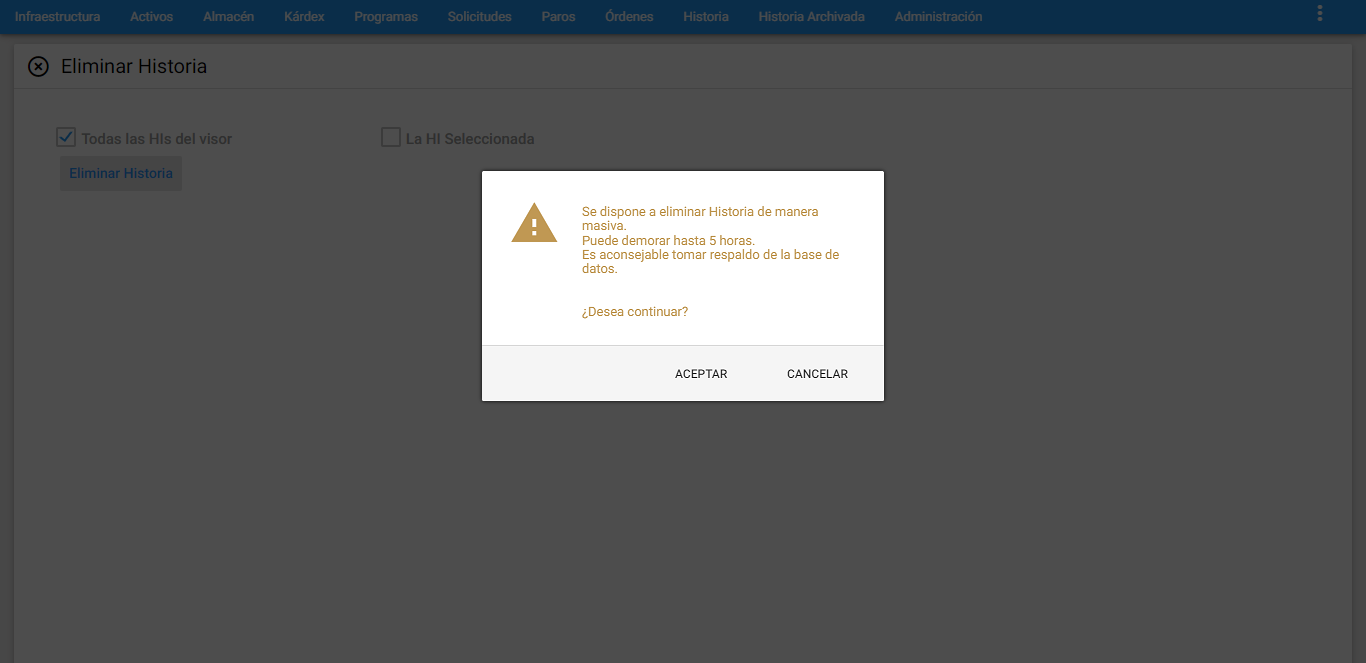 Infraestructura Activos Almacén Kárdex Programas Solicitudes Paros Órdenes Historia Historia Archivada Administración
Eliminar Historia
Todas las HIs del visor La HI Seleccionada
Eliminar Historia
Se dispone a eliminar Historia de manera
masiva.
Puede demorar hasta 5 horas.
Es aconsejable tomar respaldo de la base de
datos.
¿Desea continuar?
ACEPTAR CANCELAR